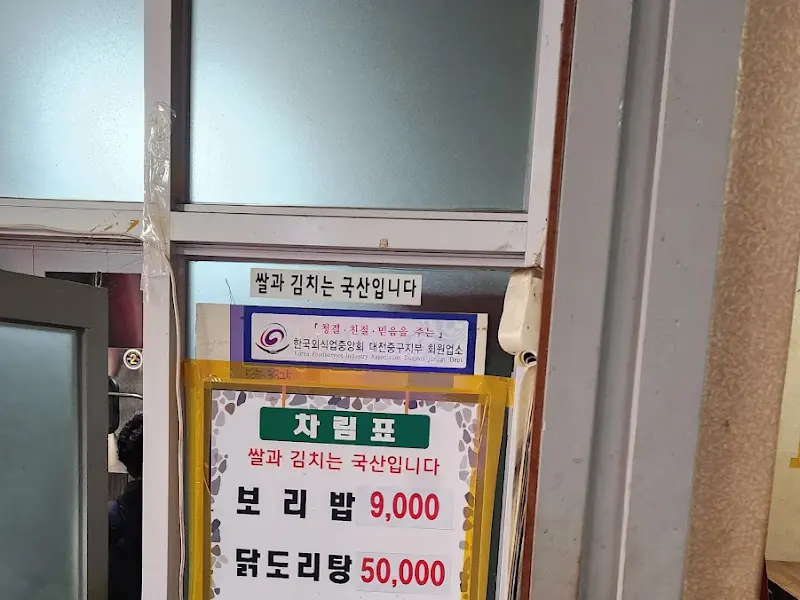 쌀과 김치는 국산입니다
「청결·친절·믿음을 주는」
한국외식업중앙회 대전중구지부 회원업소
차림표
쌀과 김치는 국산입니다
보리밥 9,000
닭도리탕 50,000